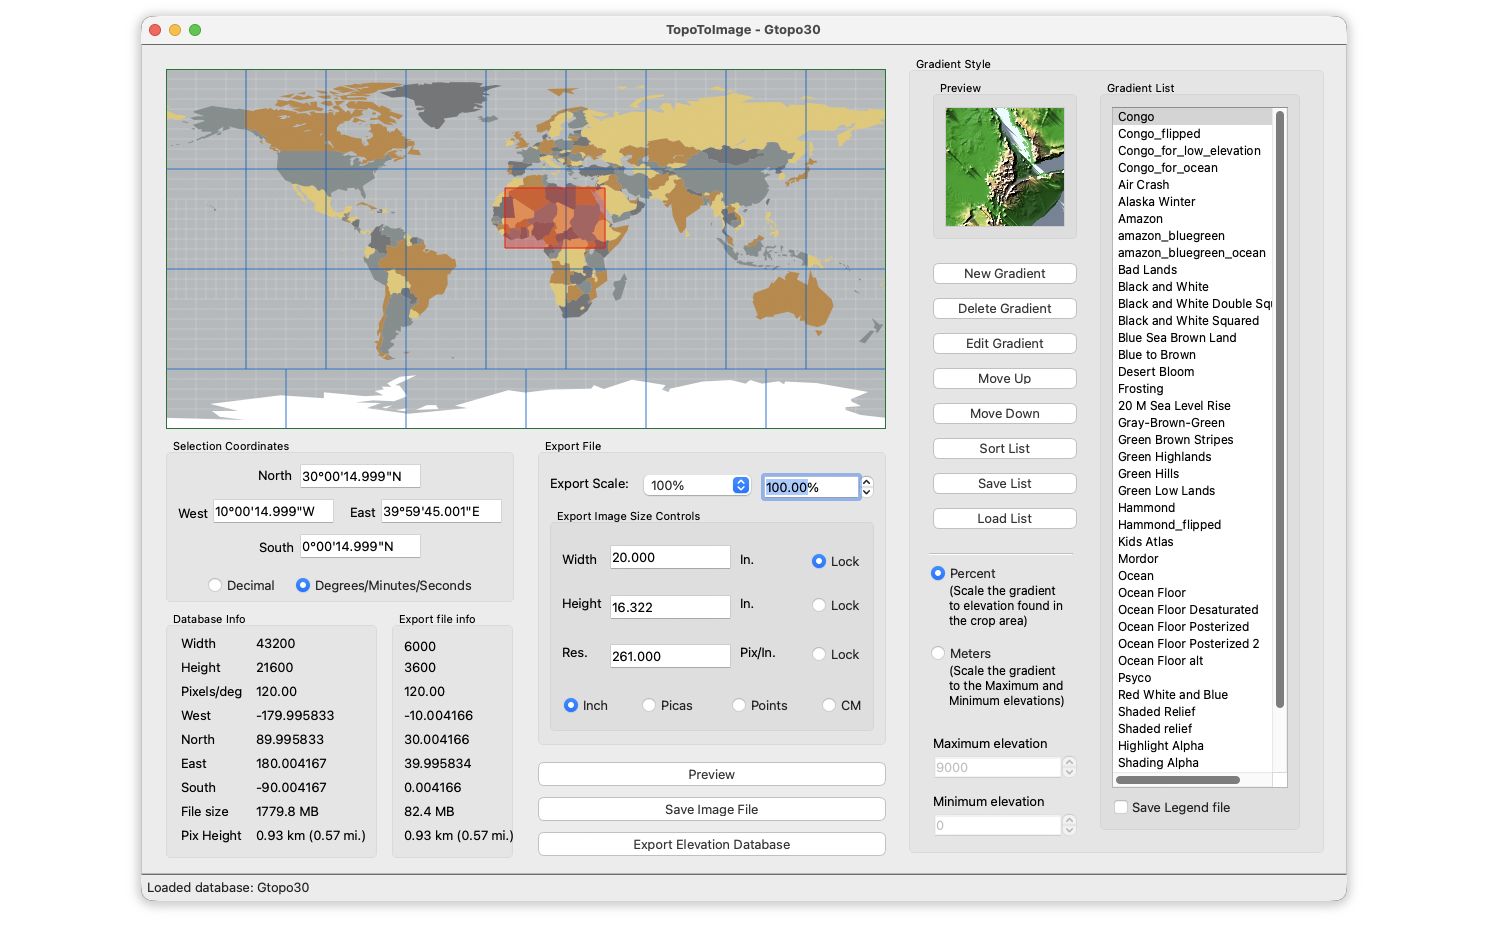 TopoToImage - Gtopo30
Selection Coordinates
North 30°00'14.999"N
West 10°00'14.999"W East 39°59'45.001"E
South 0°00'14.999"N
Decimal Degrees/Minutes/Seconds
Database Info
Width 43200
Height 21600
Pixels/deg 120.00
West -179.995833
North 89.995833
East 180.004167
South -90.004167
File size 1779.8 MB
Pix Height 0.93 km (0.57 mi.)
Export file info
6000
3600
120.00
-10.004166
30.004166
39.995834
0.004166
82.4 MB
0.93 km (0.57 mi.)
Export File
Export Scale: 100% 100.00%
Export Image Size Controls
Width 20.000 In. Lock
Height 16.322 In. Lock
Res. 261.000 Pix/In. Lock
Inch Picas Points CM
Preview
Save Image File
Export Elevation Database
Gradient Style
Preview
New Gradient
Delete Gradient
Edit Gradient
Move Up
Move Down
Sort List
Save List
Load List
Percent
(Scale the gradient
to elevation found in
the crop area)
Meters
(Scale the gradient
to the Maximum and
Minimum elevations)
Maximum elevation
9000
Minimum elevation
0
Gradient List
Congo
Congo_flipped
Congo_for_low_elevation
Congo_for_ocean
Air Crash
Alaska Winter
Amazon
amazon_bluegreen
amazon_bluegreen_ocean
Bad Lands
Black and White
Black and White Double Squ
Black and White Squared
Blue Sea Brown Land
Blue to Brown
Desert Bloom
Frosting
20 M Sea Level Rise
Gray-Brown-Green
Green Brown Stripes
Green Highlands
Green Hills
Green Low Lands
Hammond
Hammond_flipped
Kids Atlas
Mordor
Ocean
Ocean Floor
Ocean Floor Desaturated
Ocean Floor Posterized
Ocean Floor Posterized 2
Ocean Floor alt
Psyco
Red White and Blue
Shaded Relief
Shaded relief
Highlight Alpha
Shading Alpha
Save Legend file
Loaded database: Gtopo30